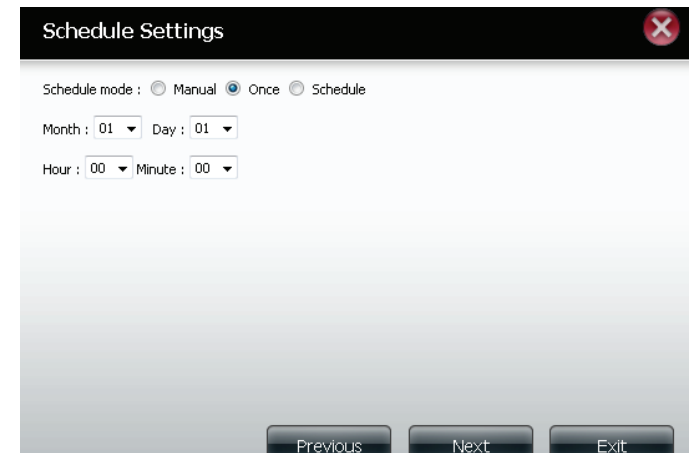 Schedule Settings
Schedule mode : Manual Once Schedule
Month : 01 Day : 01
Hour : 00 Minute : 00
Previous Next Exit